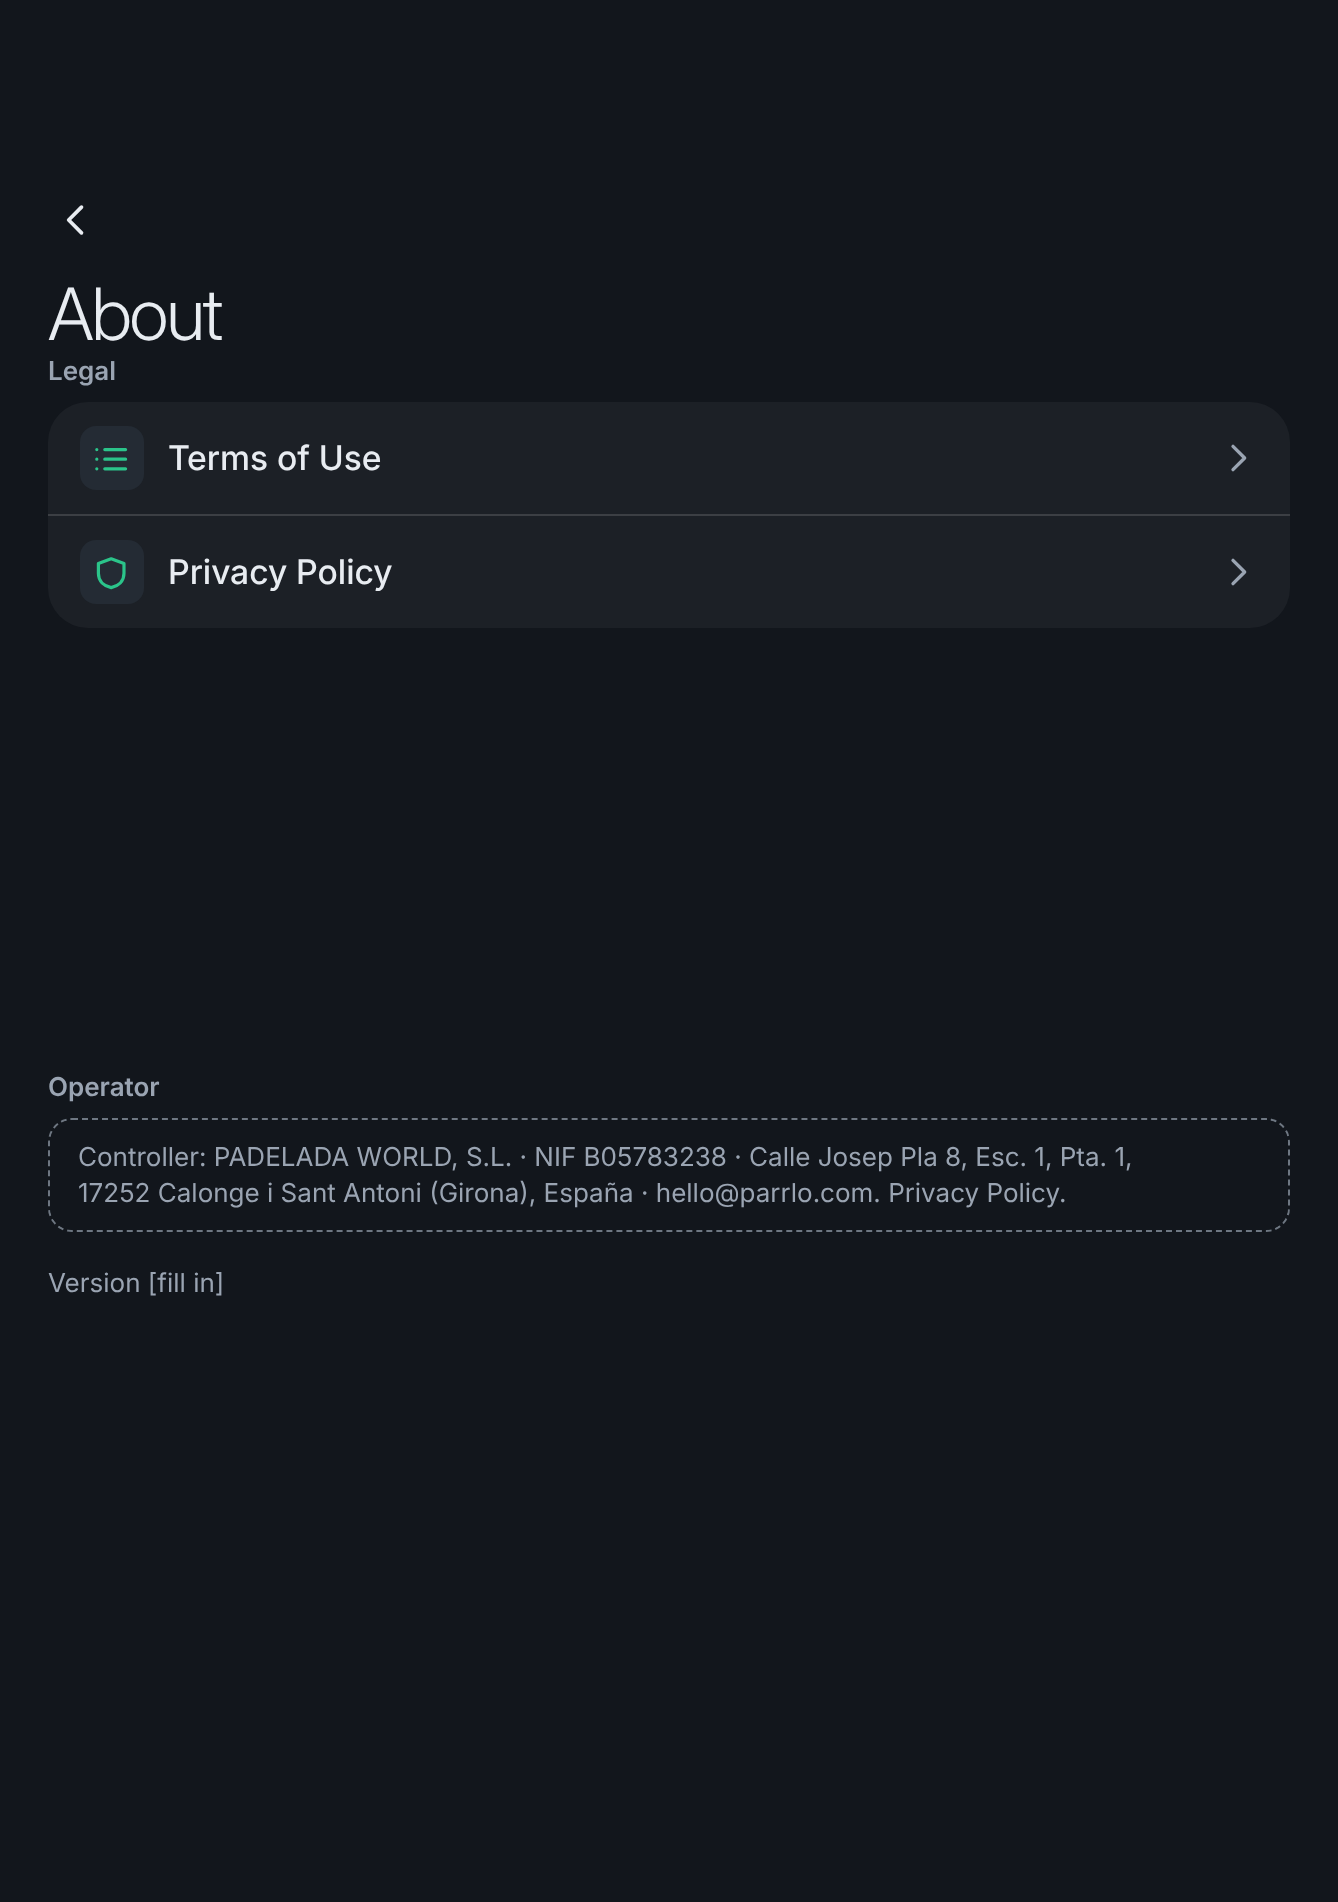 About
Legal
Terms of Use
Privacy Policy
Operator
Controller: PADELADA WORLD, S.L. · NIF B05783238 · Calle Josep Pla 8, Esc. 1, Pta. 1,
17252 Calonge i Sant Antoni (Girona), España · hello@parrlo.com. Privacy Policy.
Version [fill in]